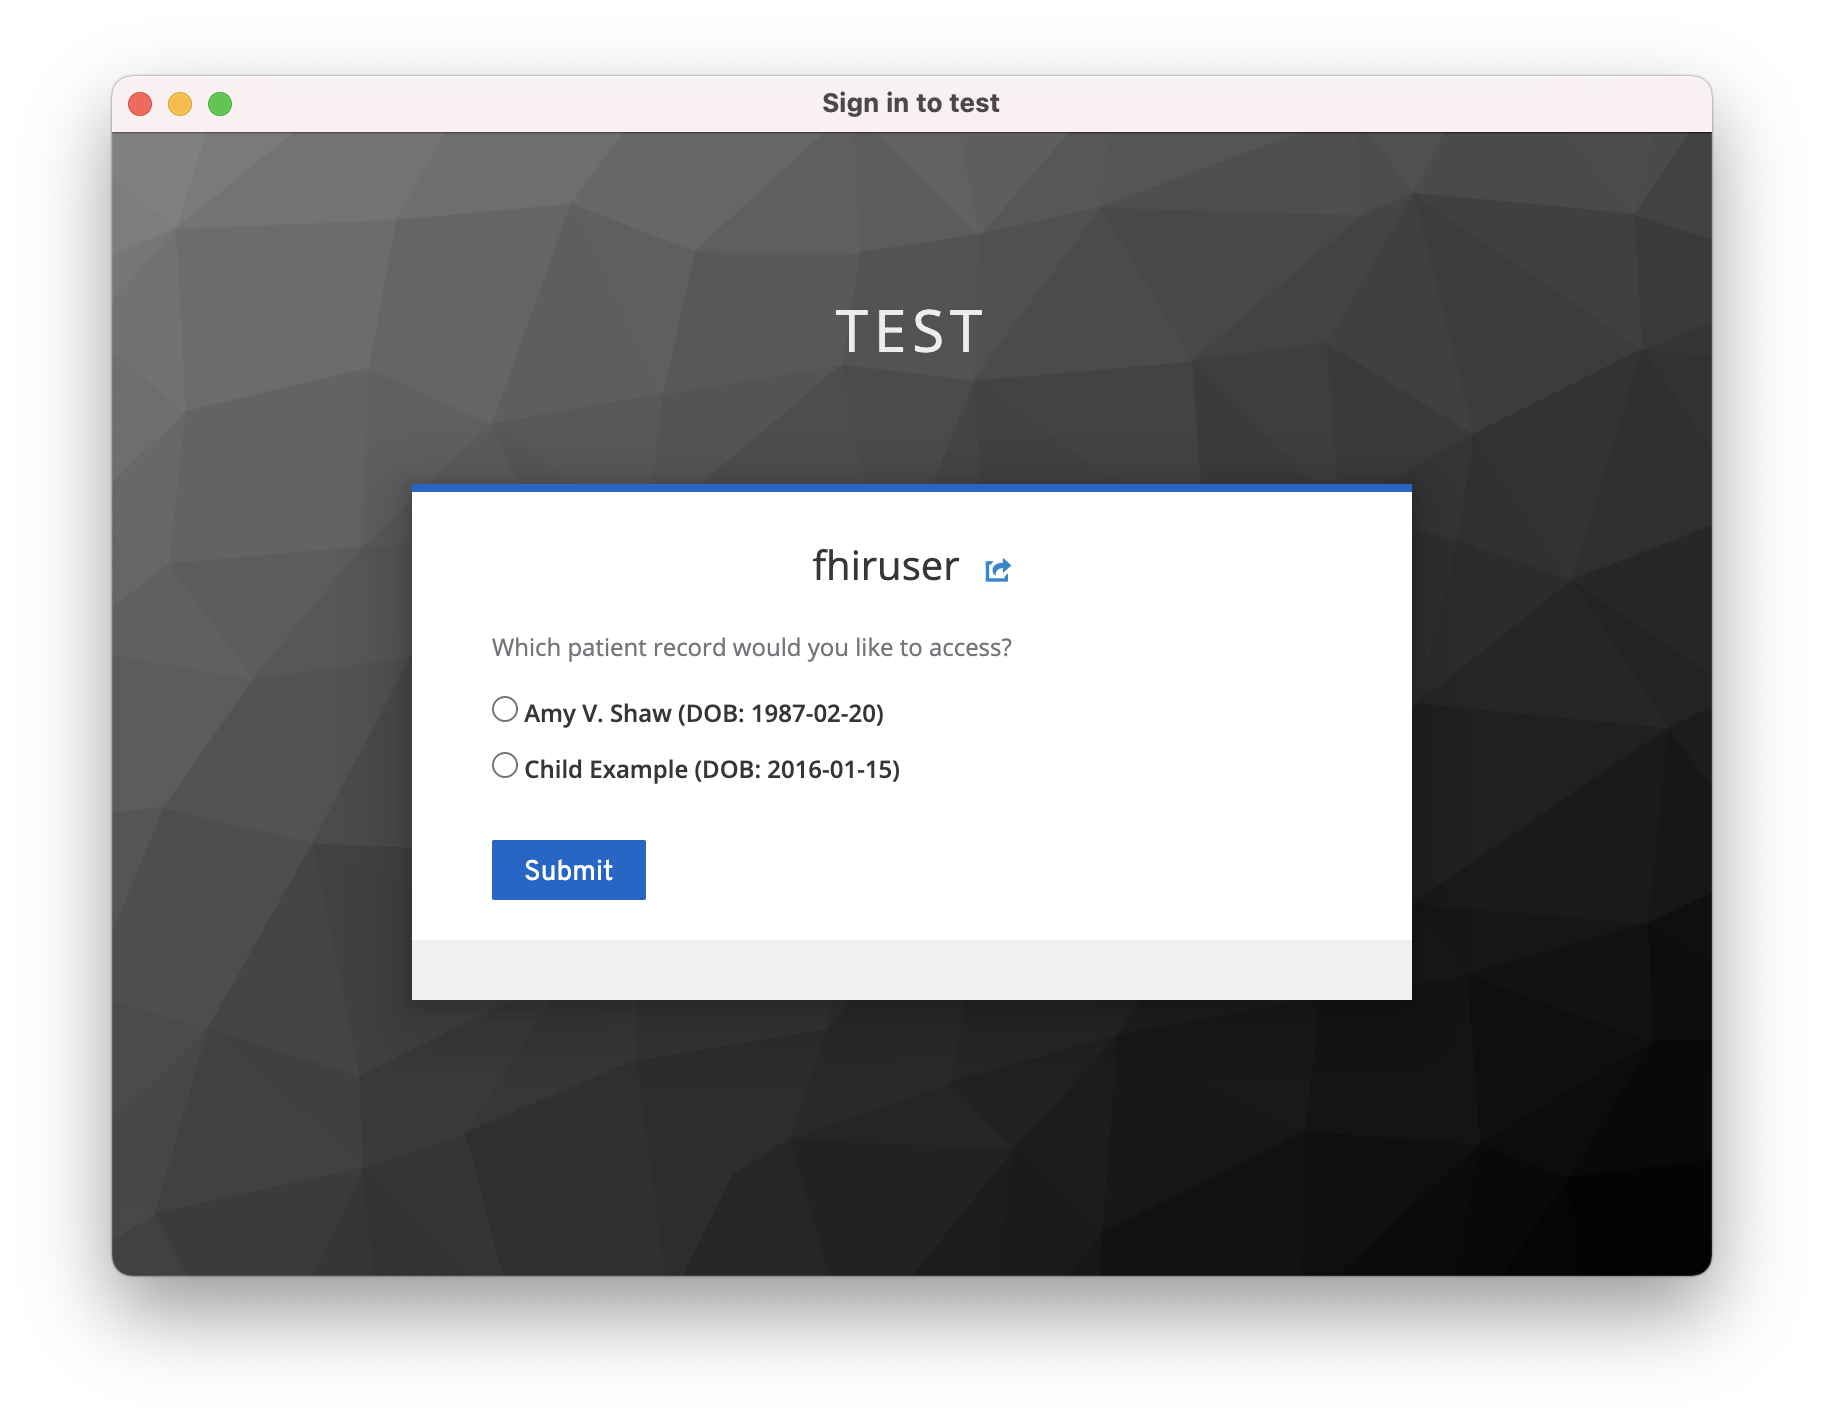 Sign in to test
TEST
fhiruser
Which patient record would you like to access?
Amy V. Shaw (DOB: 1987-02-20)
Child Example (DOB: 2016-01-15)
Submit